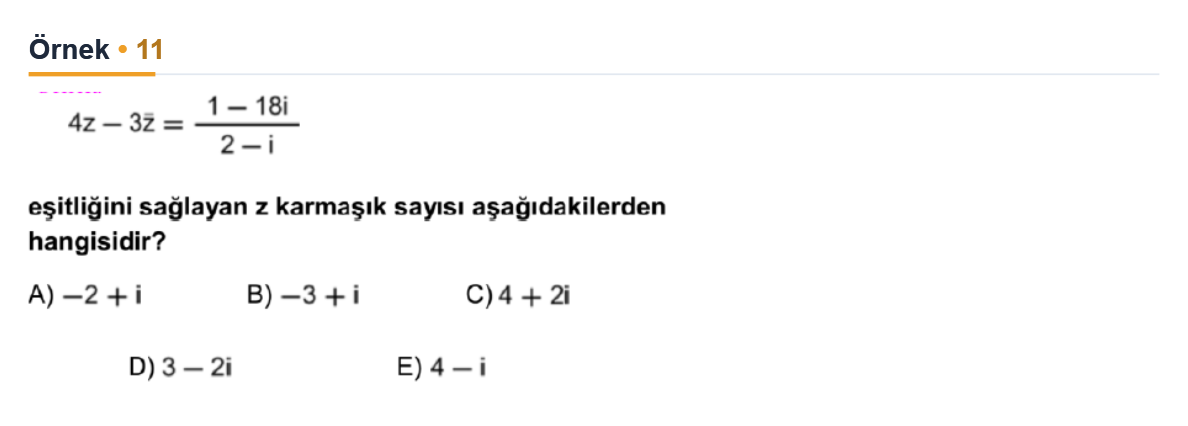 Örnek • 11
4z – 3z̄ = (1 – 18i) / (2 – i)
eşitliğini sağlayan z karmaşık sayısı aşağıdakilerden
hangisidir?
A) –2 + i B) –3 + i C) 4 + 2i
D) 3 – 2i E) 4 – i